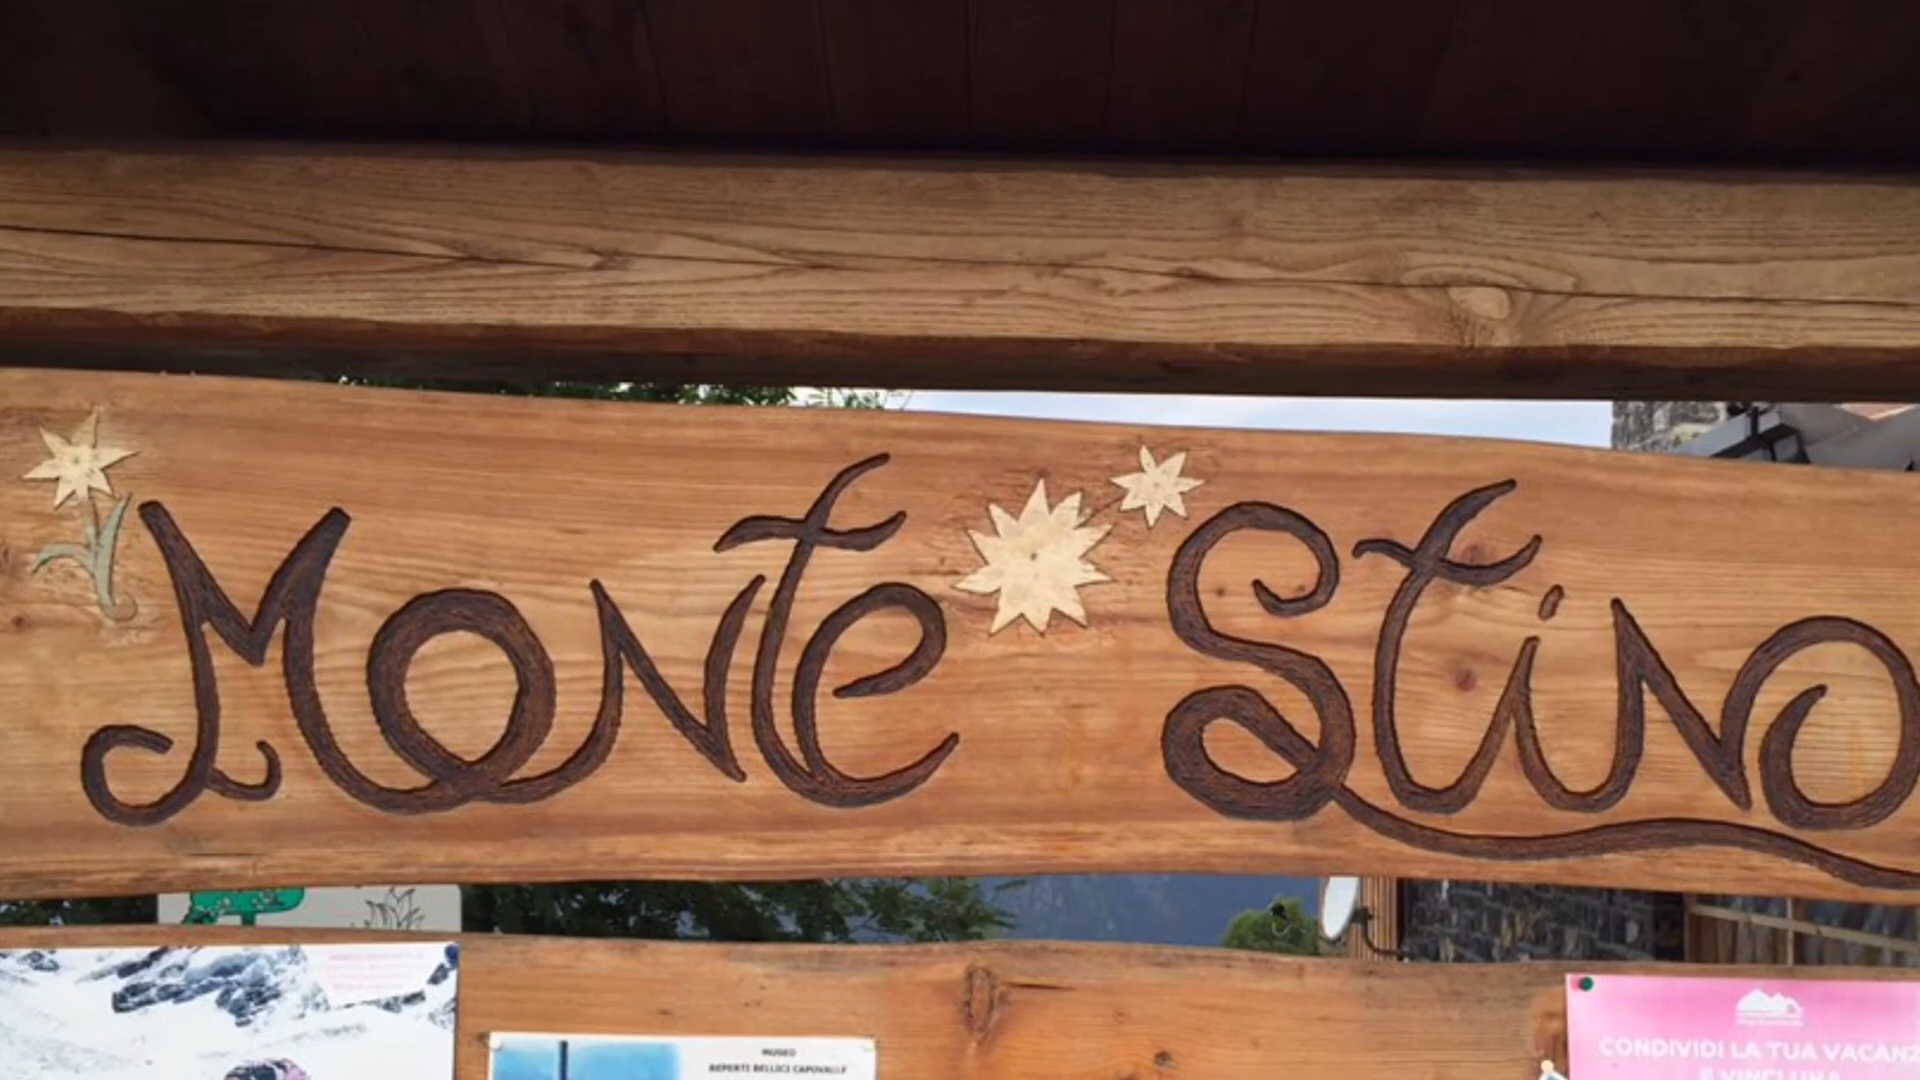 Monte Stino
MUSEO
REPERTI BELLICI CAPOVALLE
CONDIVIDI LA TUA VACANZ